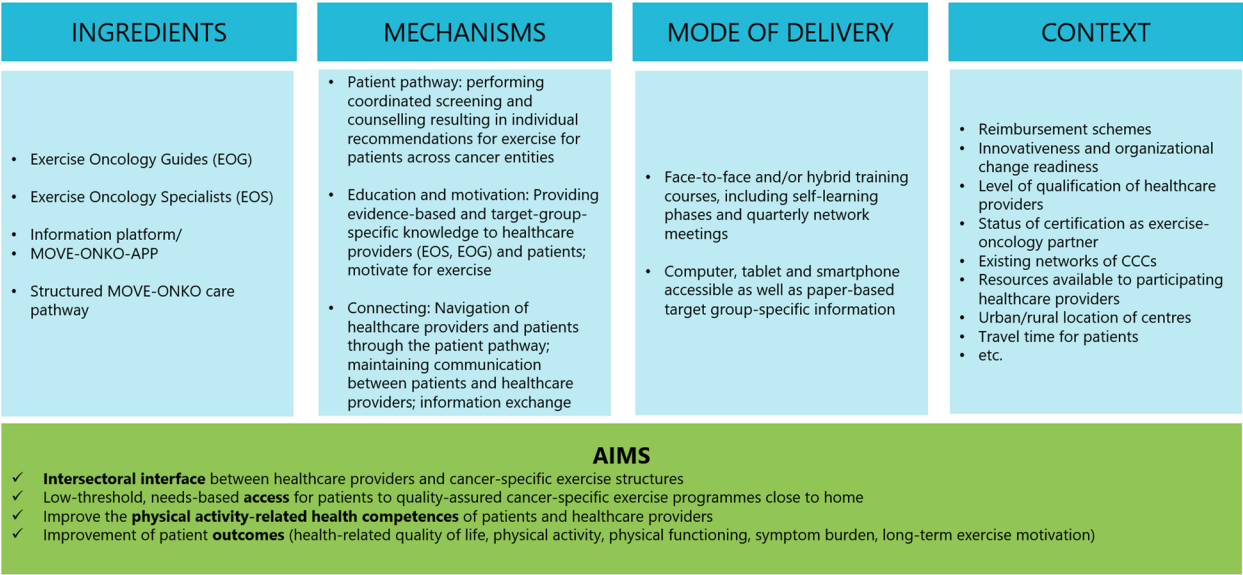 INGREDIENTS
• Exercise Oncology Guides (EOG)
• Exercise Oncology Specialists (EOS)
• Information platform/
• MOVE-ONKO-APP
• Structured MOVE-ONKO care
pathway
MECHANISMS
• Patient pathway: performing
coordinated screening and
counselling resulting in individual
recommendations for exercise for
patients across cancer entities
• Education and motivation: Providing
evidence-based and target-group-
specific knowledge to healthcare
providers (EOS, EOG) and patients;
motivate for exercise
• Connecting: Navigation of
healthcare providers and patients
through the patient pathway;
maintaining communication
between patients and healthcare
providers; information exchange
MODE OF DELIVERY
• Face-to-face and/or hybrid training
courses, including self-learning
phases and quarterly network
meetings
• Computer, tablet and smartphone
accessible as well as paper-based
target group-specific information
CONTEXT
• Reimbursement schemes
• Innovativeness and organizational
change readiness
• Level of qualification of healthcare
providers
• Status of certification as exercise-
oncology partner
• Existing networks of CCCs
• Resources available to participating
healthcare providers
• Urban/rural location of centres
• Travel time for patients
• etc.
AIMS
✓ Intersectoral interface between healthcare providers and cancer-specific exercise structures
✓ Low-threshold, needs-based access for patients to quality-assured cancer-specific exercise programmes close to home
✓ Improve the physical activity-related health competences of patients and healthcare providers
✓ Improvement of patient outcomes (health-related quality of life, physical activity, physical functioning, symptom burden, long-term exercise motivation)